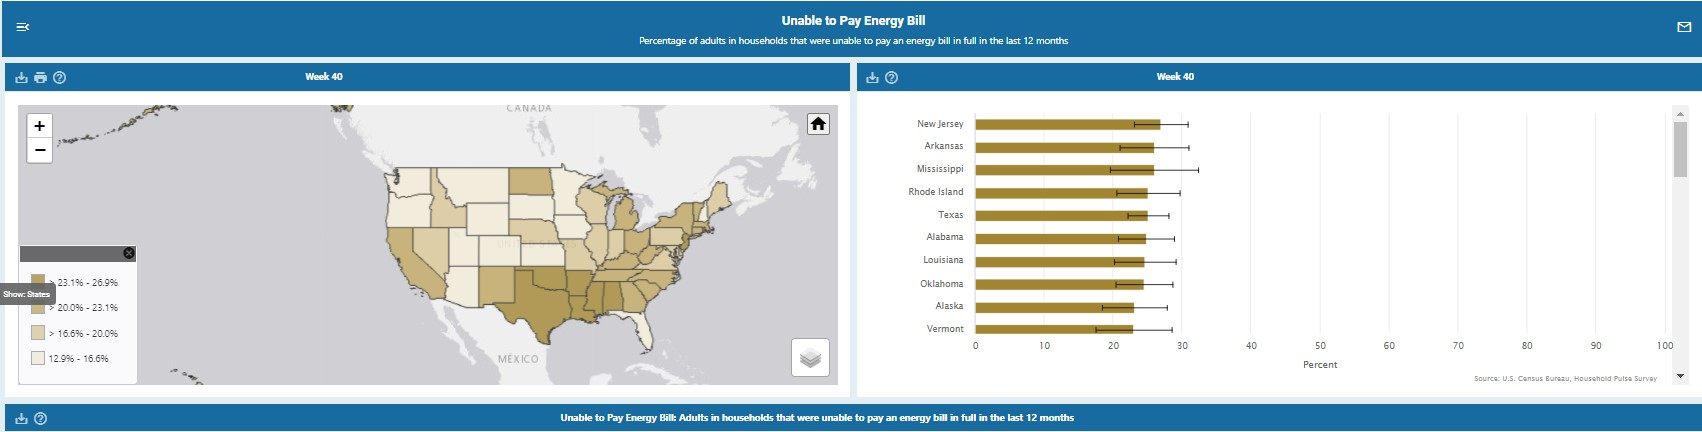 Unable to Pay Energy Bill
Percentage of adults in households that were unable to pay an energy bill in full in the last 12 months
Week 40
CANADA
+
−
UNITED STATES
MÉXICO
> 23.1% - 26.9%
Show: States
> 20.0% - 23.1%
> 16.6% - 20.0%
12.9% - 16.6%
Week 40
New Jersey
Arkansas
Mississippi
Rhode Island
Texas
Alabama
Louisiana
Oklahoma
Alaska
Vermont
0 10 20 30 40 50 60 70 80 90 100
Percent
Source: U.S. Census Bureau, Household Pulse Survey
Unable to Pay Energy Bill: Adults in households that were unable to pay an energy bill in full in the last 12 months